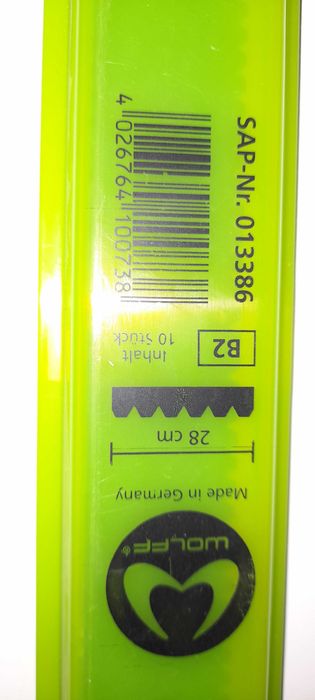 SAP-Nr. 013386
4 026764 100738
B2
Inhalt
10 Stück
28 cm
Made in Germany
WOLFF®